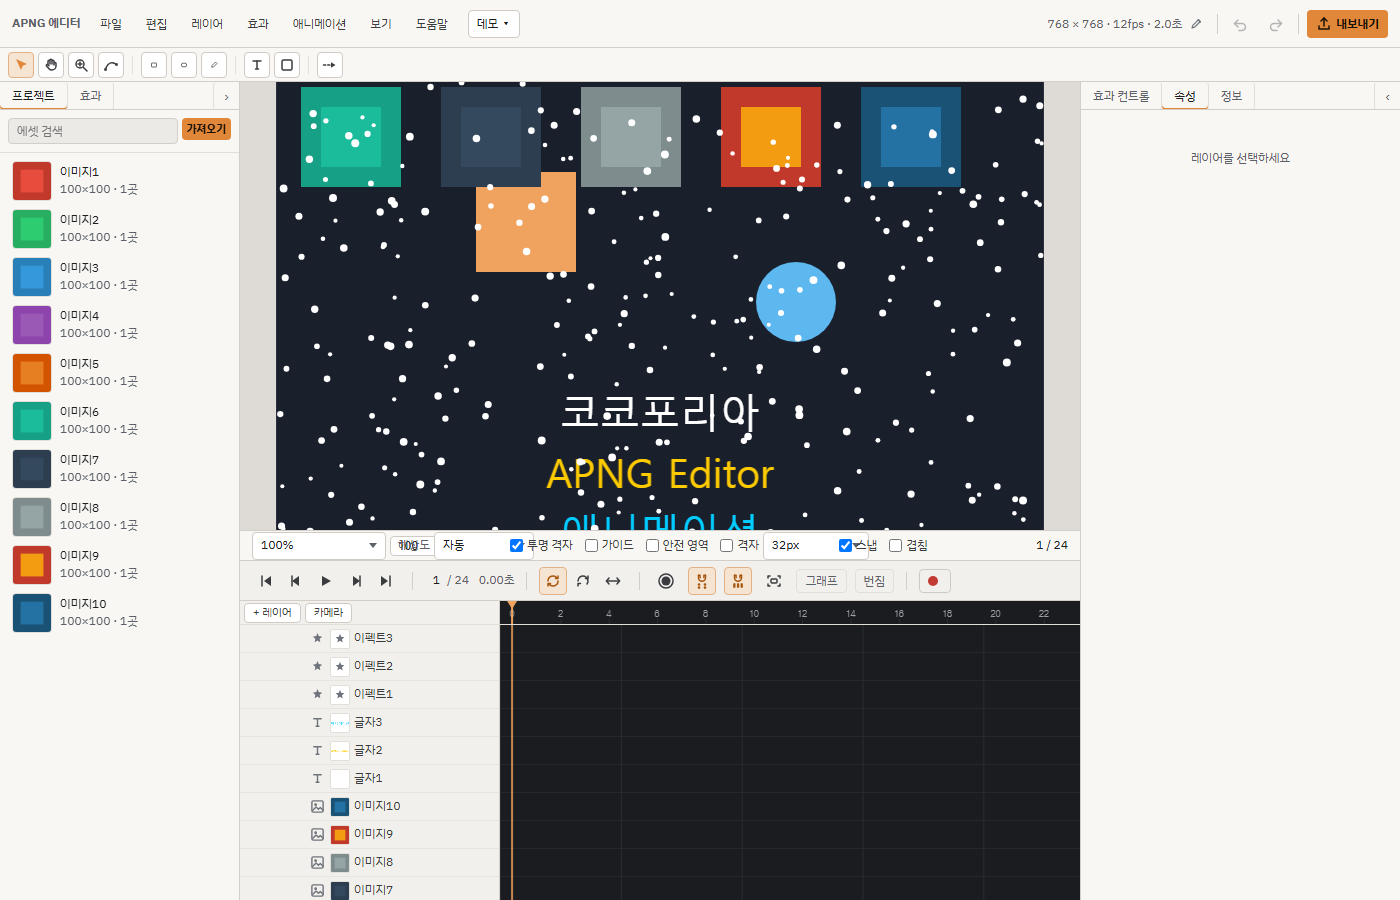 APNG 에디터 파일 편집 레이어 효과 애니메이션 보기 도움말 데모 768 × 768 · 12fps · 2.0초 내보내기
프로젝트 효과
에셋 검색 가져오기
이미지1
100×100 · 1곳
이미지2
100×100 · 1곳
이미지3
100×100 · 1곳
이미지4
100×100 · 1곳
이미지5
100×100 · 1곳
이미지6
100×100 · 1곳
이미지7
100×100 · 1곳
이미지8
100×100 · 1곳
이미지9
100×100 · 1곳
이미지10
100×100 · 1곳
코코포리아
APNG Editor
애니메이션
효과 컨트롤 속성 정보
레이어를 선택하세요
100% 해상도 자동 투명 격자 가이드 안전 영역 격자 32px 스냅 겹침 1 / 24
1 / 24 0.00초 그래프 번짐
+ 레이어 카메라 0 2 4 6 8 10 12 14 16 18 20 22
이펙트3
이펙트2
이펙트1
글자3
글자2
글자1
이미지10
이미지9
이미지8
이미지7